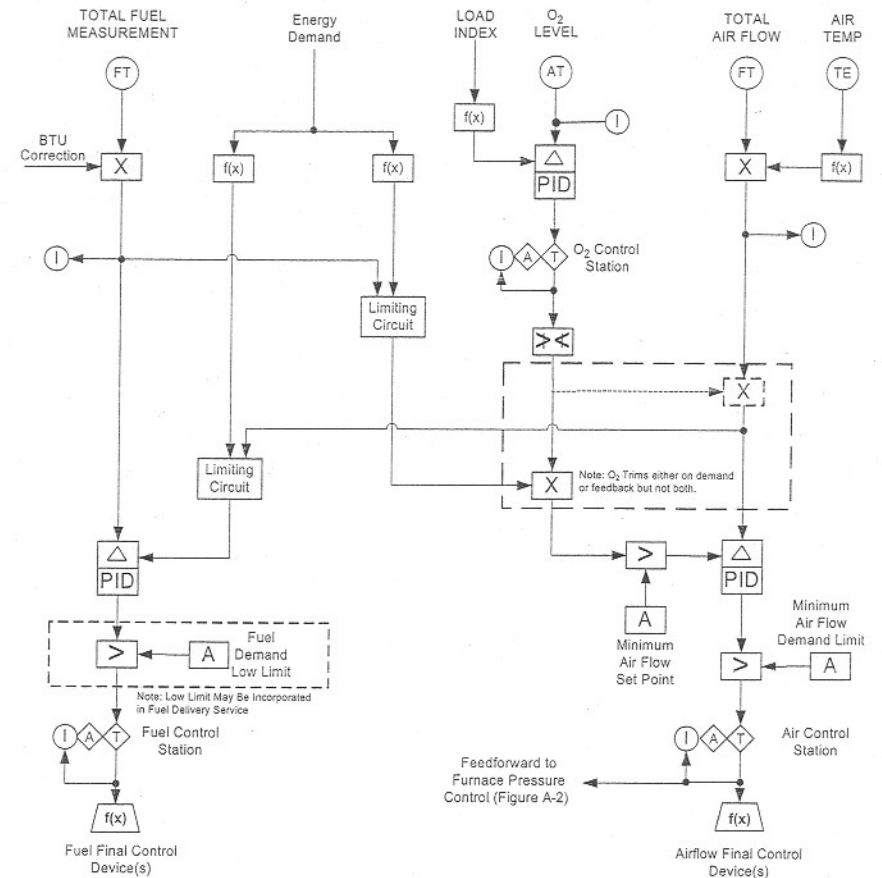 TOTAL FUEL
MEASUREMENT
Energy
Demand
LOAD
INDEX
O2
LEVEL
TOTAL
AIR FLOW
AIR
TEMP
FT
AT
FT
TE
f(x)
I
BTU
Correction
X
f(x)
f(x)
△
PID
X
f(x)
I
I
A
T
O2 Control
Station
I
Limiting
Circuit
><
X
Limiting
Circuit
X
Note: O2 Trims either on demand
or feedback but not both.
△
PID
>
△
PID
A
Minimum
Air Flow
Set Point
Minimum
Air Flow
Demand Limit
>
A
Fuel
Demand
Low Limit
>
A
Note: Low Limit May Be Incorporated
in Fuel Delivery Service
I
A
T
Fuel Control
Station
I
A
T
Air Control
Station
Feedforward to
Furnace Pressure
Control (Figure A-2)
f(x)
f(x)
Fuel Final Control
Device(s)
Airflow Final Control
Device(s)